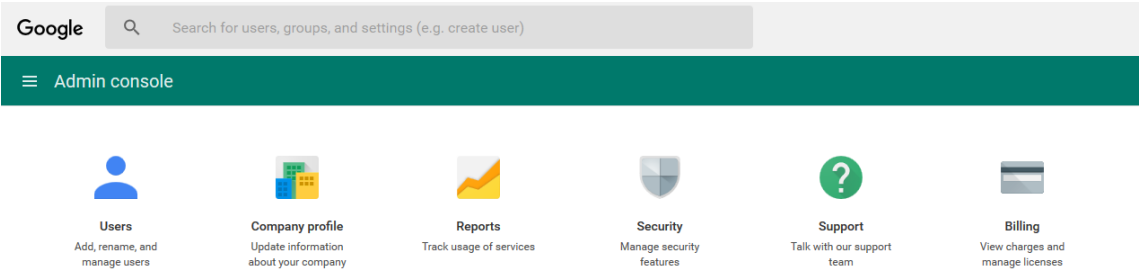 Google
Search for users, groups, and settings (e.g. create user)
Admin console
Users
Add, rename, and
manage users
Company profile
Update information
about your company
Reports
Track usage of services
Security
Manage security
features
Support
Talk with our support
team
Billing
View charges and
manage licenses